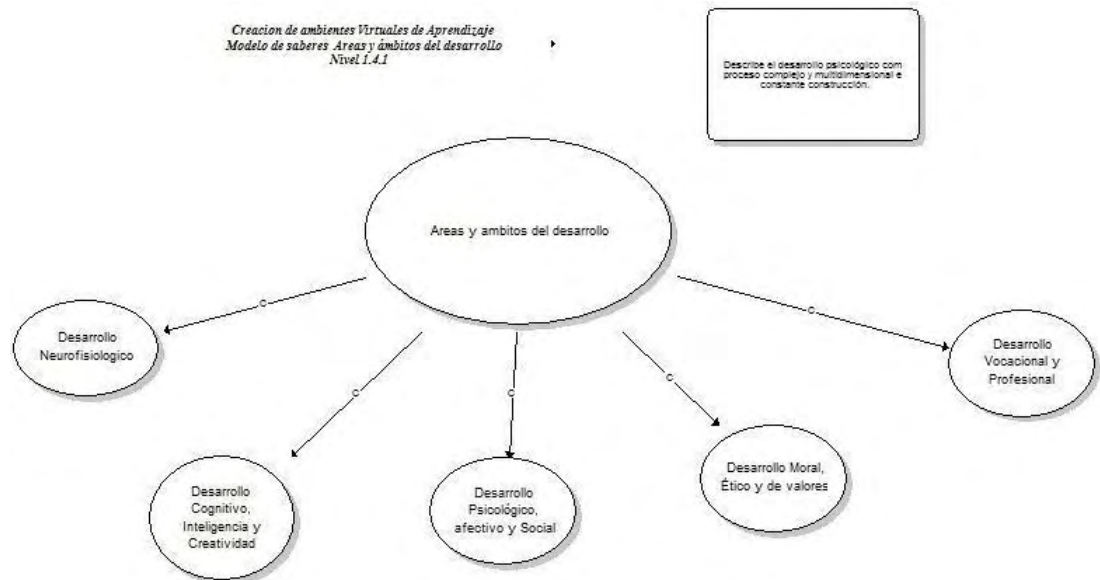 Creacion de ambientes Virtuales de Aprendizaje
Modelo de saberes Areas y ámbitos del desarrollo
Nivel 1.4.1
Describe el desarrollo psicológico com
proceso complejo y multidimensional e
constante construcción.
Areas y ambitos del desarrollo
C
C
C
C
C
Desarrollo
Neurofisiologico
Desarrollo
Vocacional y
Profesional
Desarrollo
Cognitivo,
Inteligencia y
Creatividad
Desarrollo
Psicológico,
afectivo y Social
Desarrollo Moral,
Ético y de valores